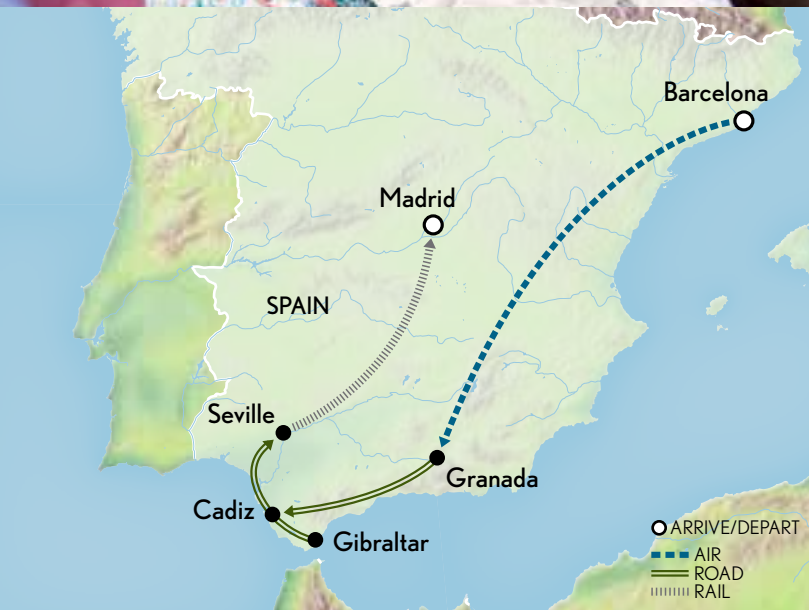 Barcelona
Madrid
SPAIN
Seville
Granada
Cadiz
Gibraltar
ARRIVE/DEPART
AIR
ROAD
RAIL